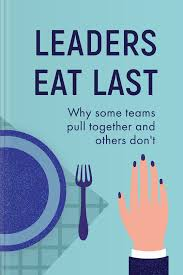 LEADERS
EAT LAST
Why some teams
pull together and
others don't